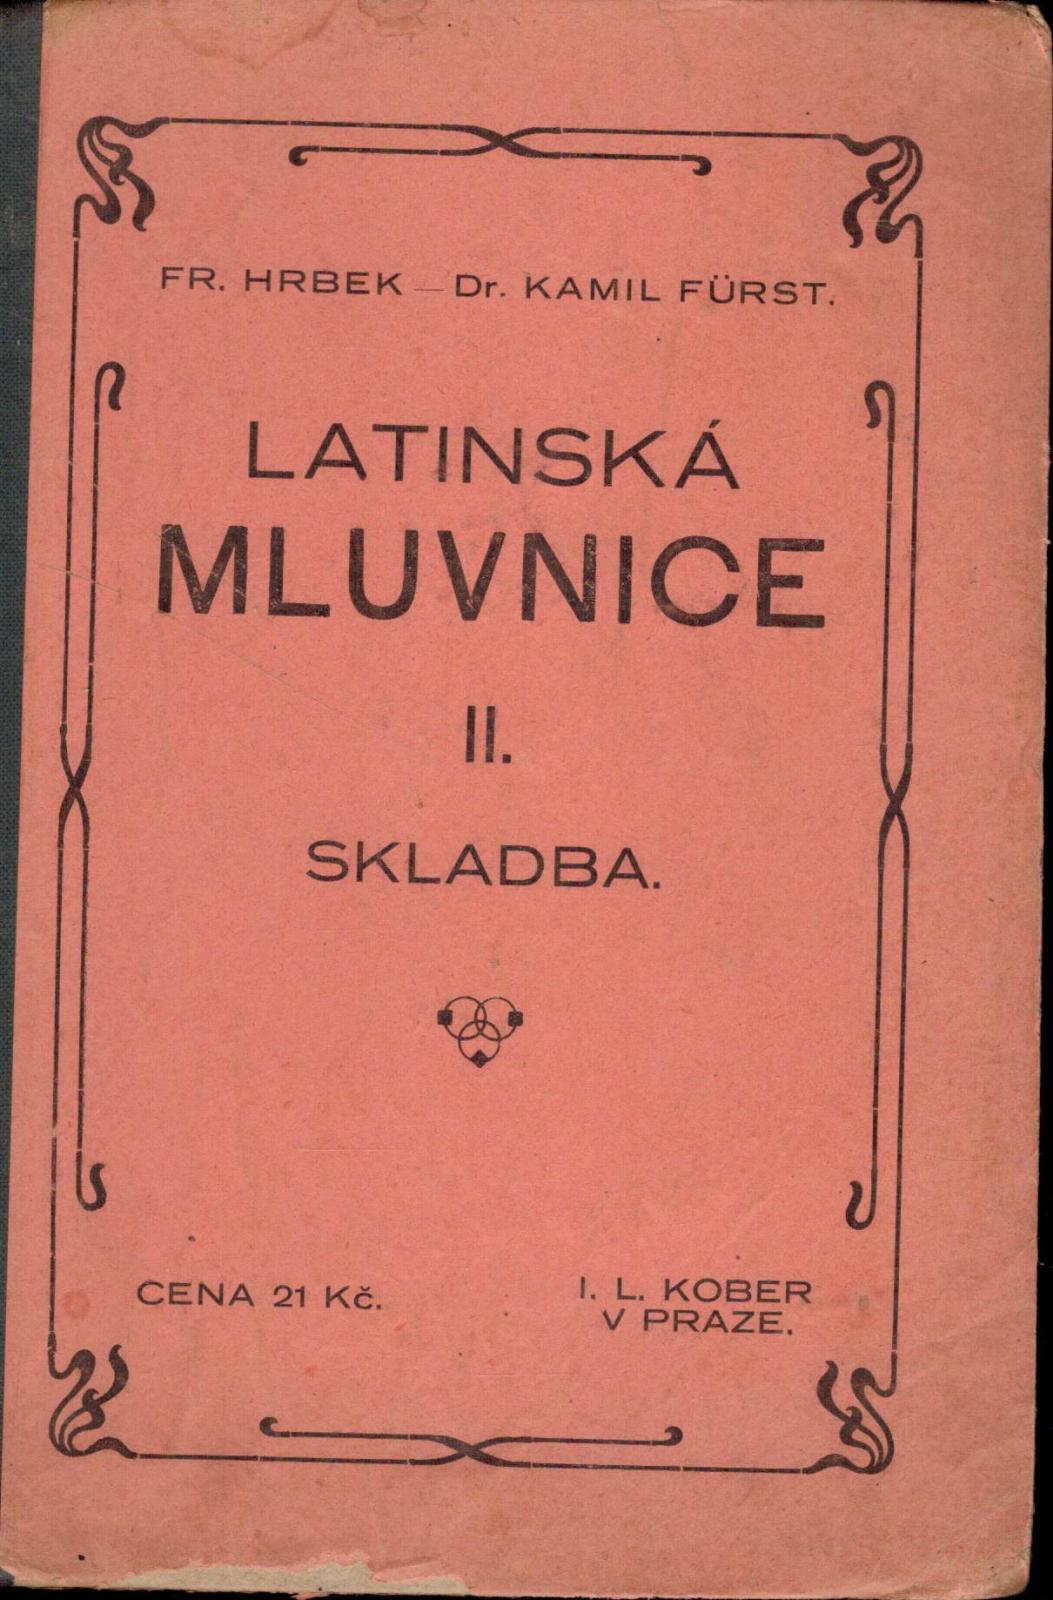 FR. HRBEK – Dr. KAMIL FÜRST.
LATINSKÁ
MLUVNICE
II.
SKLADBA.
CENA 21 Kč.
I. L. KOBER
V PRAZE.